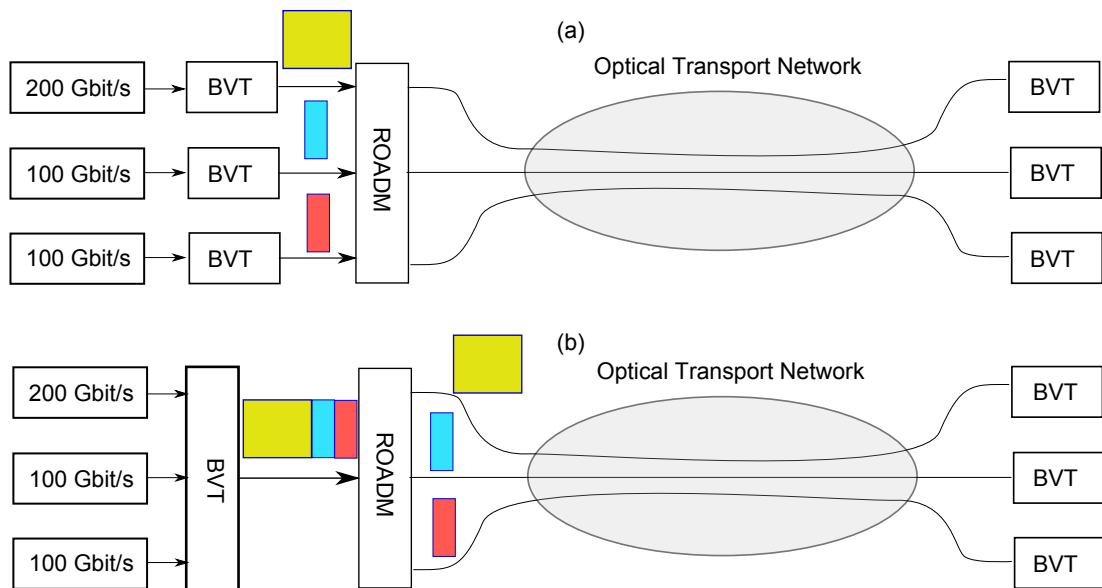 (a)
Optical Transport Network
200 Gbit/s
BVT
BVT
100 Gbit/s
BVT
ROADM
BVT
100 Gbit/s
BVT
BVT
(b)
Optical Transport Network
200 Gbit/s
BVT
100 Gbit/s
BVT
ROADM
BVT
100 Gbit/s
BVT